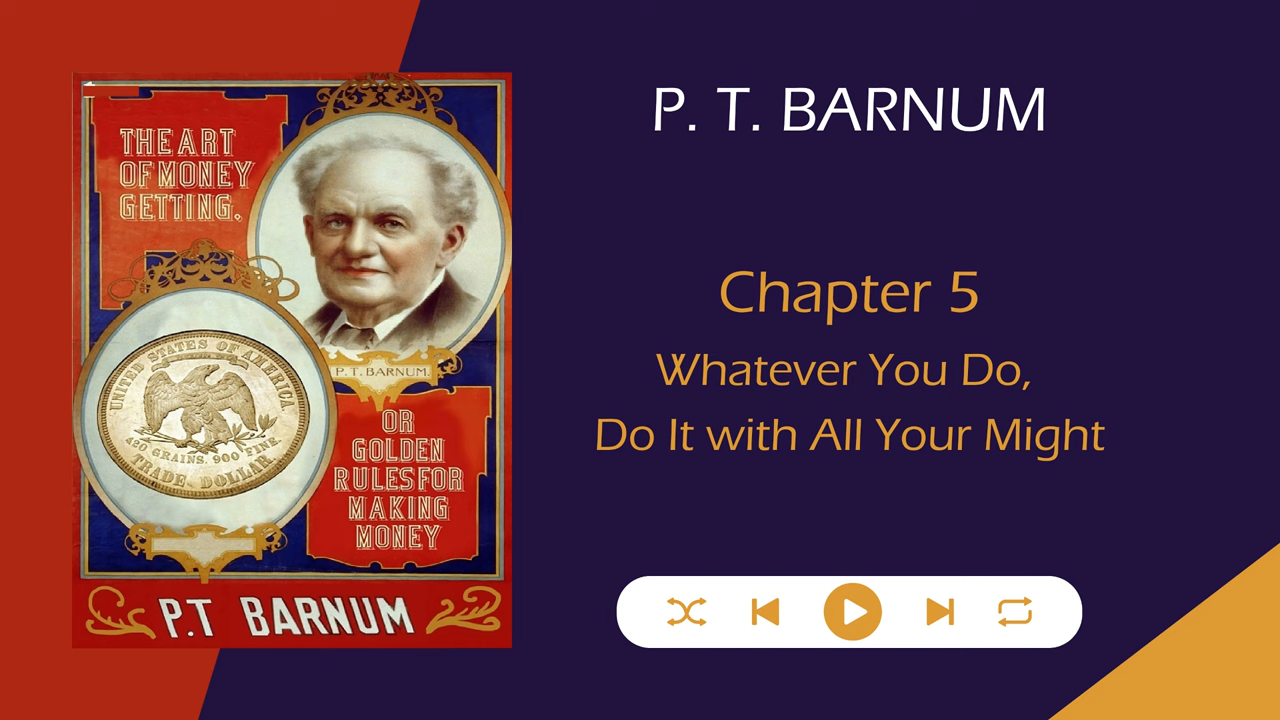 THE ART
OF MONEY
GETTING.
P. T. BARNUM.
UNITED STATES OF AMERICA.
420 GRAINS. 900 FINE.
TRADE DOLLAR.
OR
GOLDEN
RULES FOR
MAKING
MONEY
P.T BARNUM
P. T. BARNUM
Chapter 5
Whatever You Do,
Do It with All Your Might